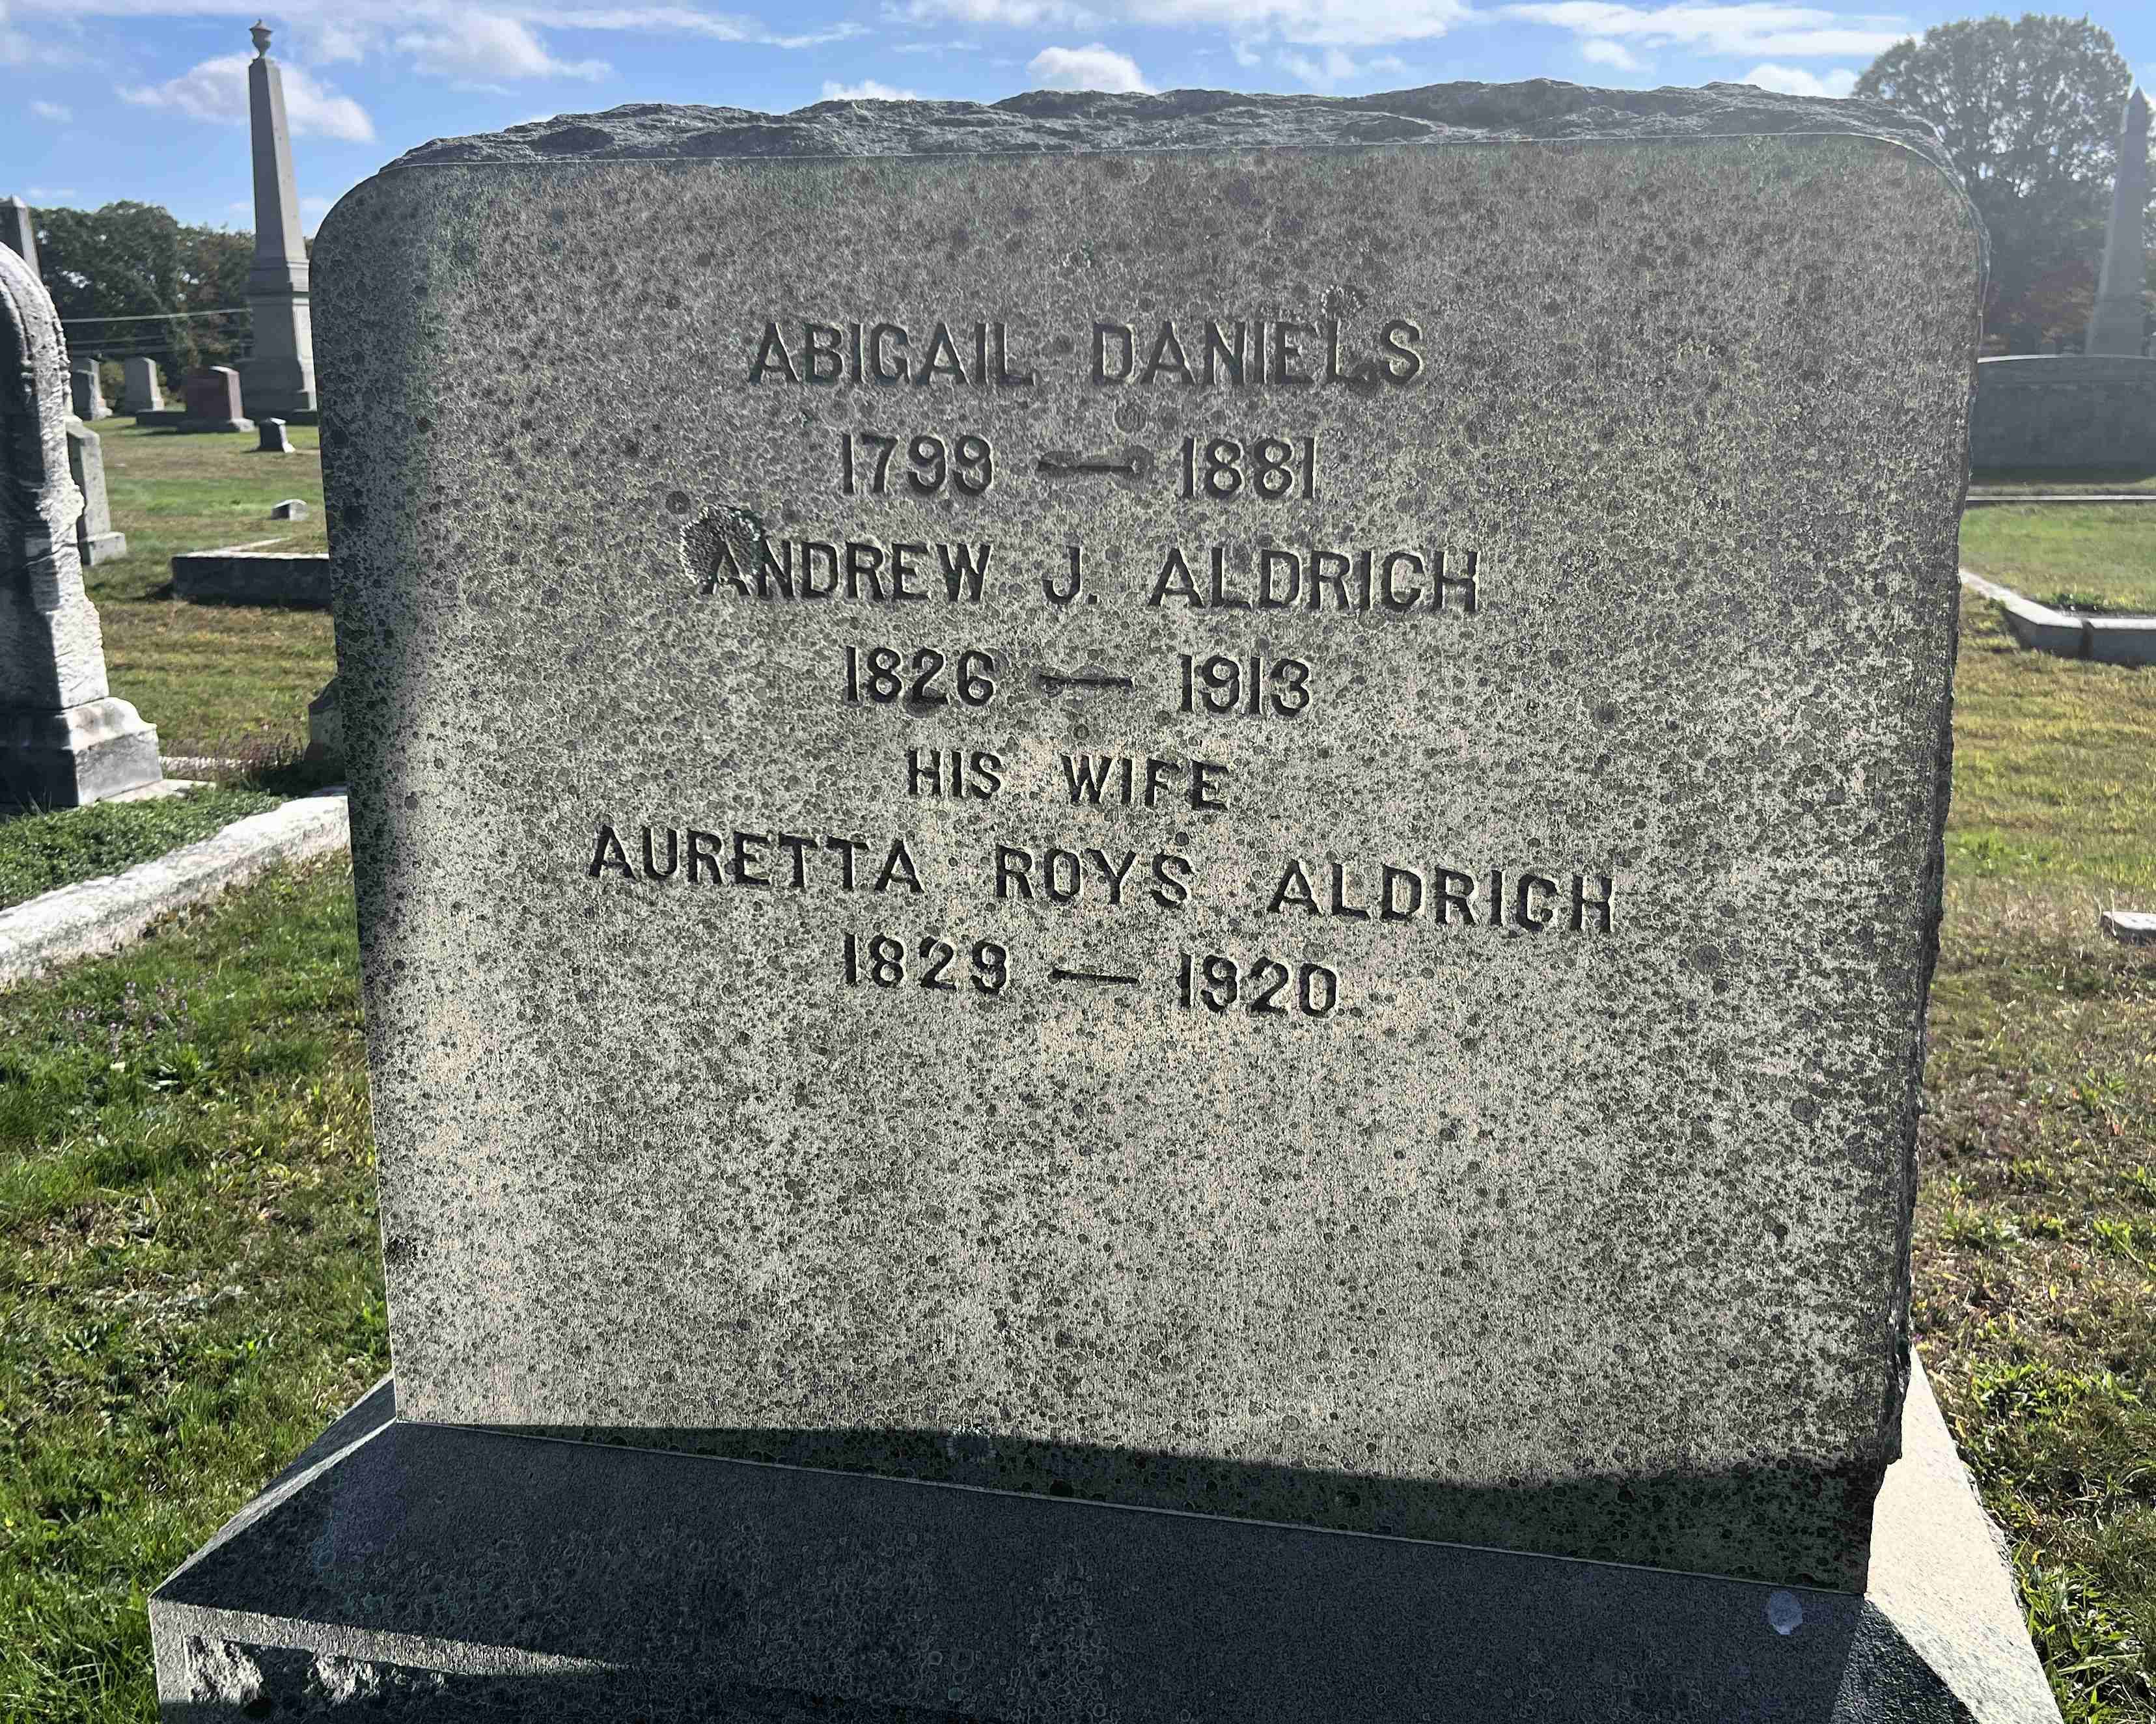 ABIGAIL DANIELS
1799 — 1881
ANDREW J. ALDRICH
1826 — 1913
HIS WIFE
AURETTA ROYS ALDRICH
1829 — 1920